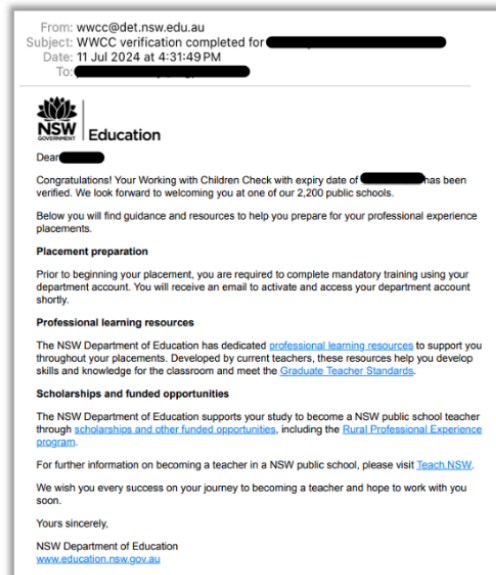 From: wwcc@det.nsw.edu.au
Subject: WWCC verification completed for
Date: 11 Jul 2024 at 4:31:49 PM
To:
NSW
GOVERNMENT
Education
Dear
Congratulations! Your Working with Children Check with expiry date of has been
verified. We look forward to welcoming you at one of our 2,200 public schools.
Below you will find guidance and resources to help you prepare for your professional experience
placements.
Placement preparation
Prior to beginning your placement, you are required to complete mandatory training using your
department account. You will receive an email to activate and access your department account
shortly.
Professional learning resources
The NSW Department of Education has dedicated professional learning resources to support you
throughout your placements. Developed by current teachers, these resources help you develop
skills and knowledge for the classroom and meet the Graduate Teacher Standards.
Scholarships and funded opportunities
The NSW Department of Education supports your study to become a NSW public school teacher
through scholarships and other funded opportunities, including the Rural Professional Experience
program.
For further information on becoming a teacher in a NSW public school, please visit Teach.NSW.
We wish you every success on your journey to becoming a teacher and hope to work with you
soon.
Yours sincerely,
NSW Department of Education
www.education.nsw.gov.au